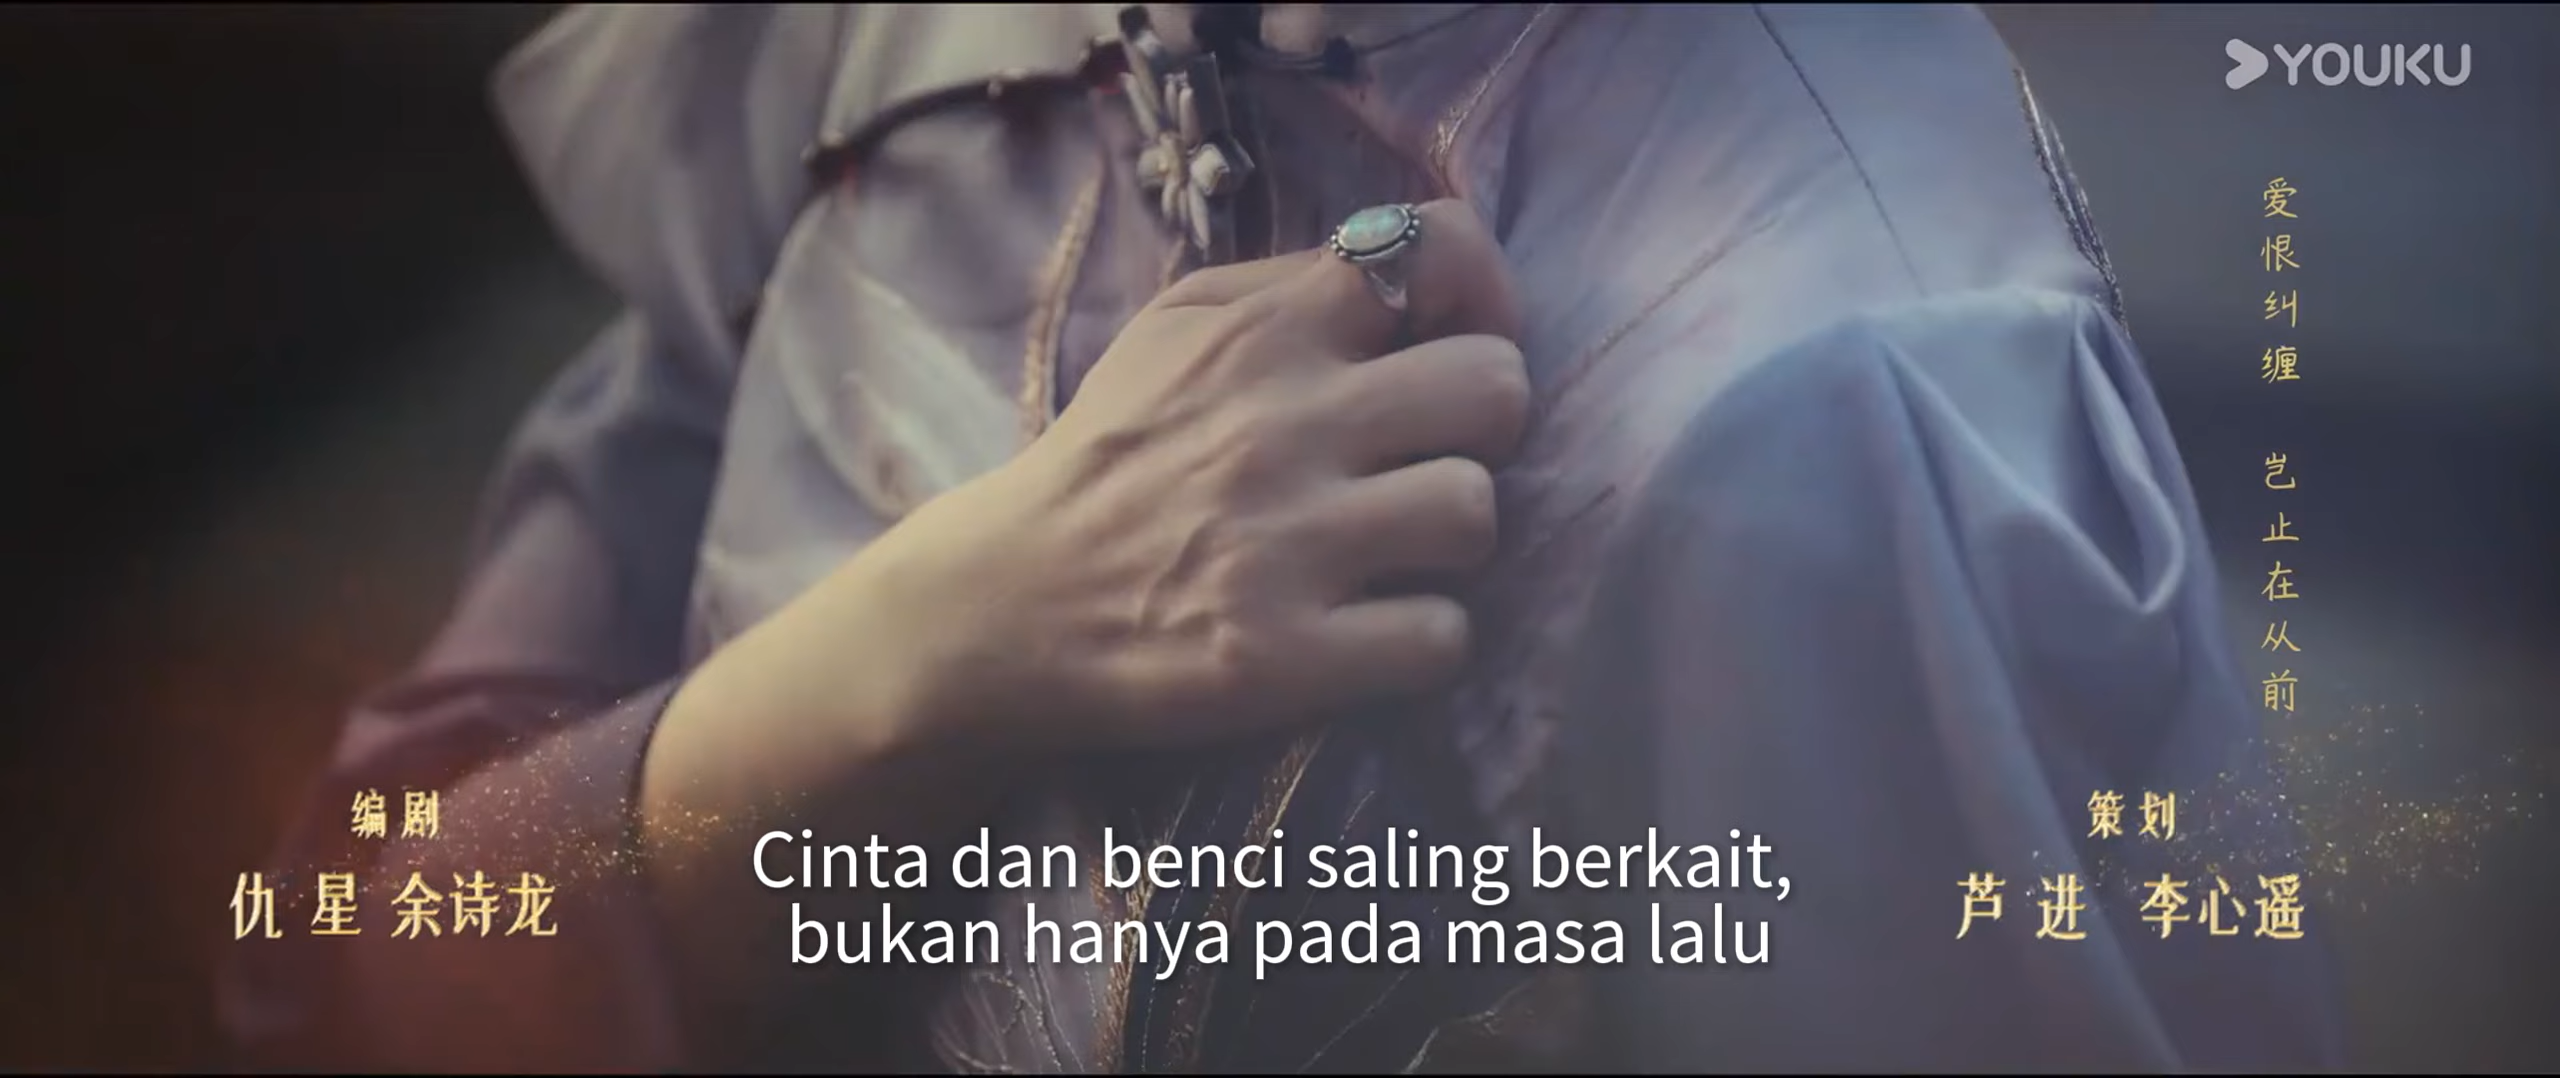 YOUKU
爱恨纠缠 岂止在从前
编剧
仇星 余诗龙
策划
芦进 李心遥
Cinta dan benci saling berkait,
bukan hanya pada masa lalu